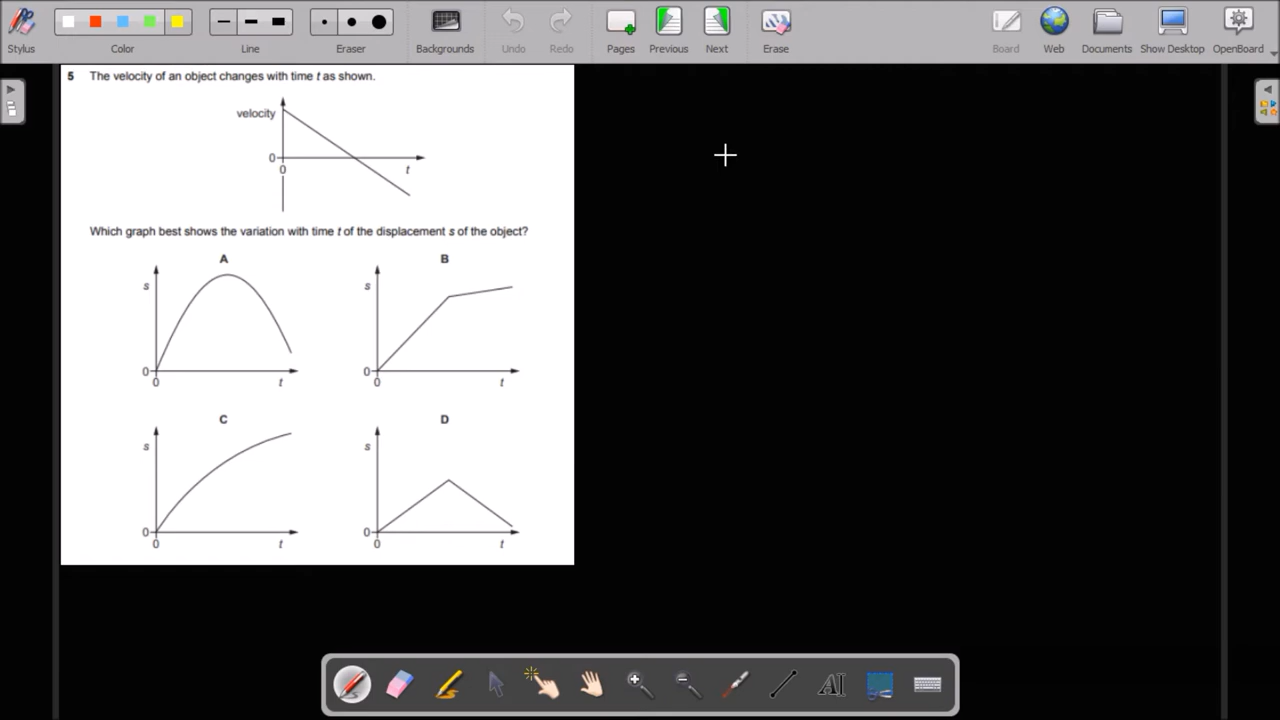 Stylus Color Line Eraser Backgrounds Undo Redo Pages Previous Next Erase Board Web Documents Show Desktop OpenBoard
5 The velocity of an object changes with time t as shown.
velocity
0
0 t
Which graph best shows the variation with time t of the displacement s of the object?
A B
s s
0 0
0 t 0 t
C D
s s
0 0
0 t 0 t
AI